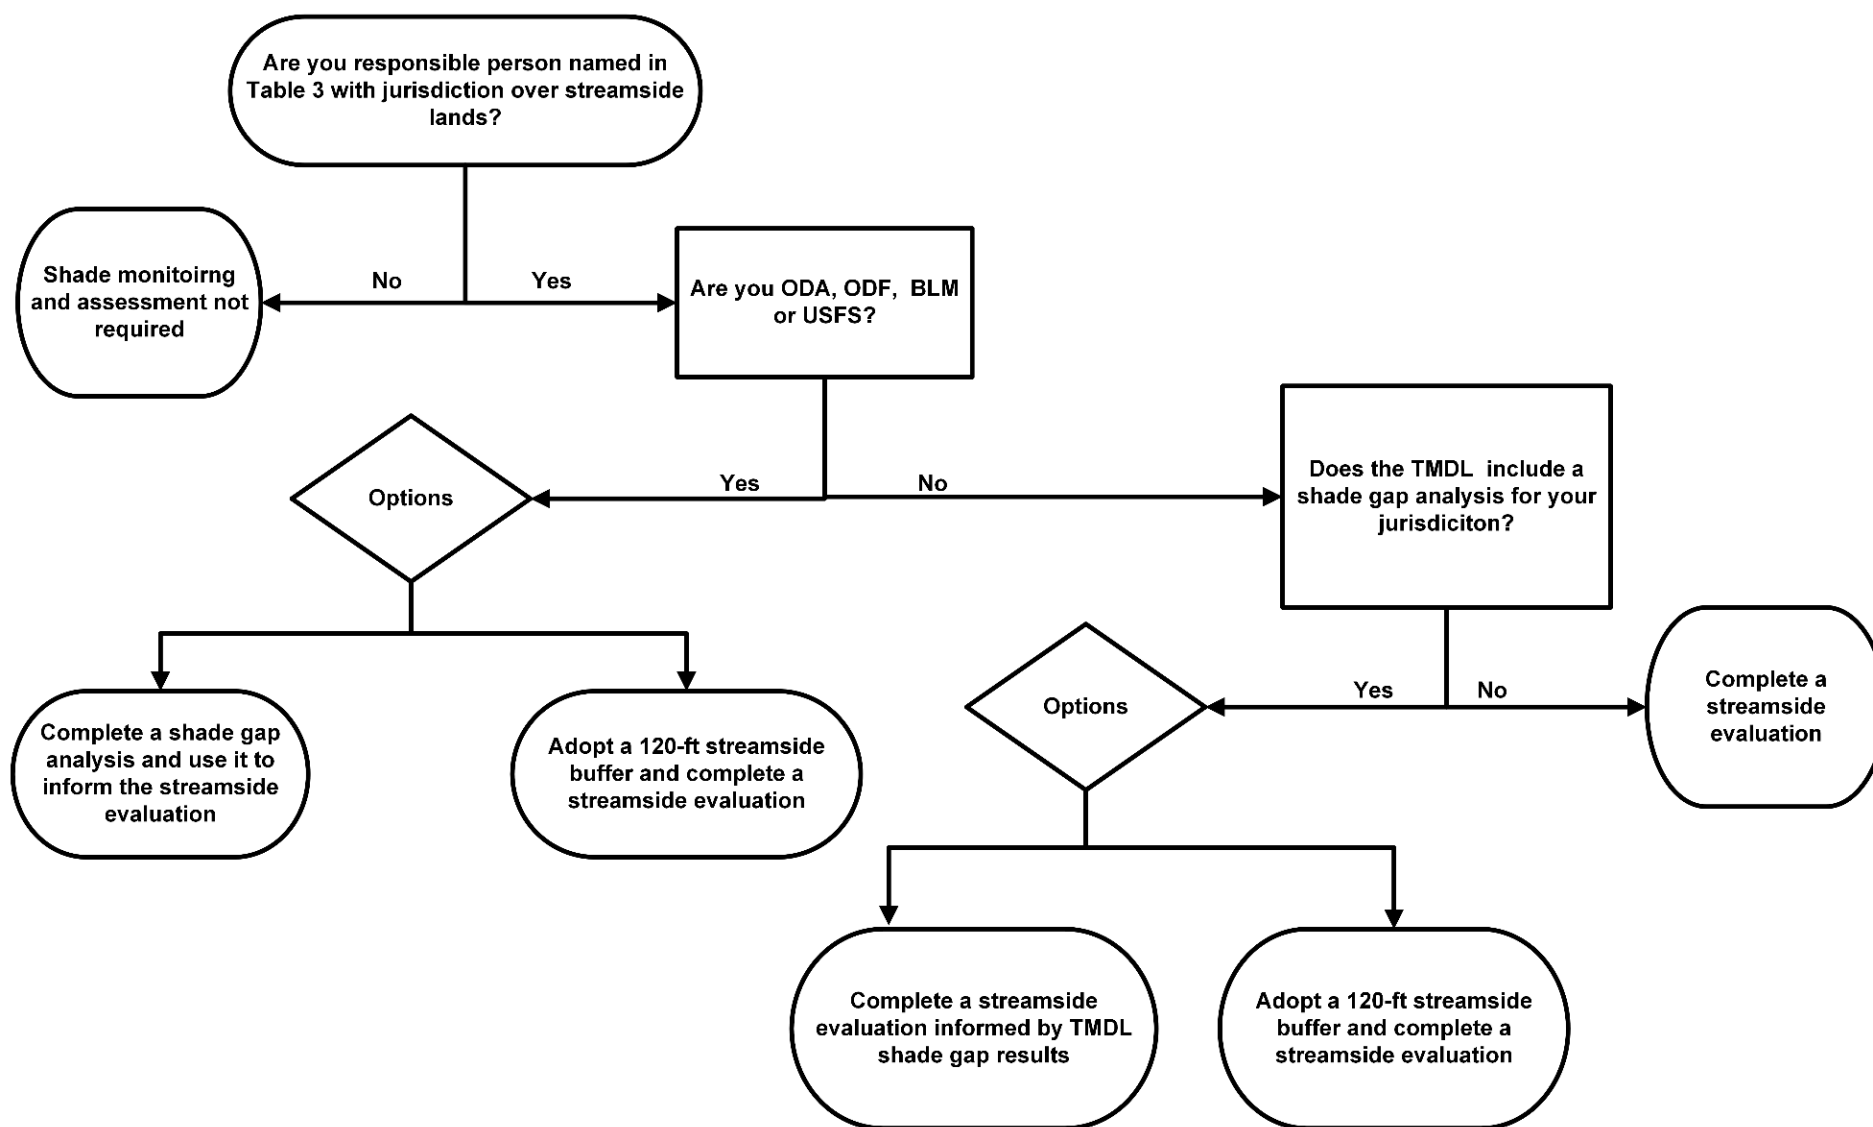 Are you responsible person named in
Table 3 with jurisdiction over streamside
lands?
Shade monitoirng
and assessment not
required
No
Yes
Are you ODA, ODF, BLM
or USFS?
Options
Yes
No
Does the TMDL include a
shade gap analysis for your
jurisdiciton?
Complete a shade gap
analysis and use it to
inform the streamside
evaluation
Adopt a 120-ft streamside
buffer and complete a
streamside evaluation
Options
Yes
No
Complete a
streamside
evaluation
Complete a streamside
evaluation informed by TMDL
shade gap results
Adopt a 120-ft streamside
buffer and complete a
streamside evaluation